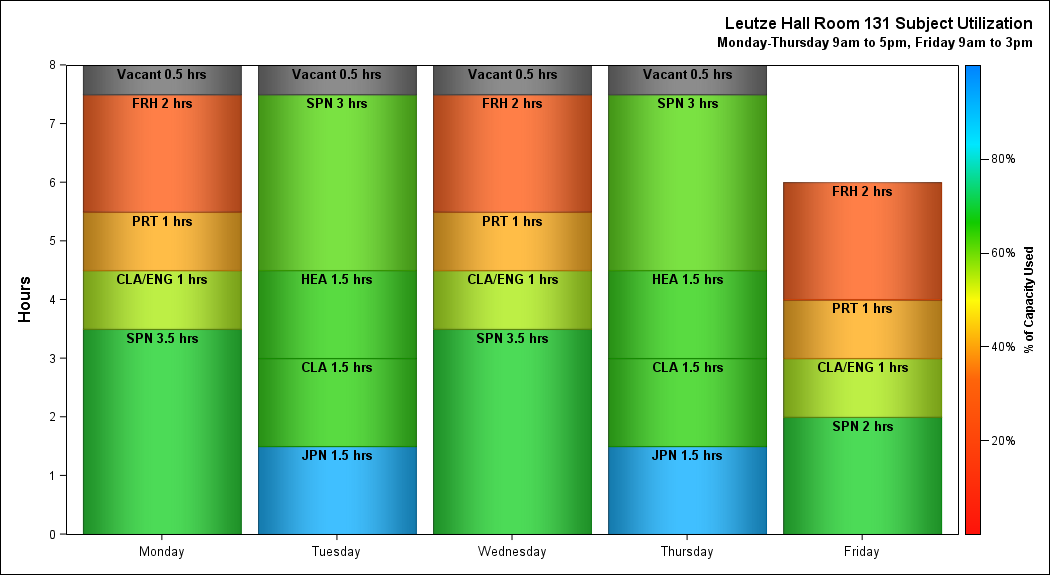 Leutze Hall Room 131 Subject Utilization
Monday-Thursday 9am to 5pm, Friday 9am to 3pm
Hours
8
7
6
5
4
3
2
1
0
Vacant 0.5 hrs
FRH 2 hrs
PRT 1 hrs
CLA/ENG 1 hrs
SPN 3.5 hrs
Monday
Vacant 0.5 hrs
SPN 3 hrs
HEA 1.5 hrs
CLA 1.5 hrs
JPN 1.5 hrs
Tuesday
Vacant 0.5 hrs
FRH 2 hrs
PRT 1 hrs
CLA/ENG 1 hrs
SPN 3.5 hrs
Wednesday
Vacant 0.5 hrs
SPN 3 hrs
HEA 1.5 hrs
CLA 1.5 hrs
JPN 1.5 hrs
Thursday
FRH 2 hrs
PRT 1 hrs
CLA/ENG 1 hrs
SPN 2 hrs
Friday
80%
60%
40%
20%
% of Capacity Used